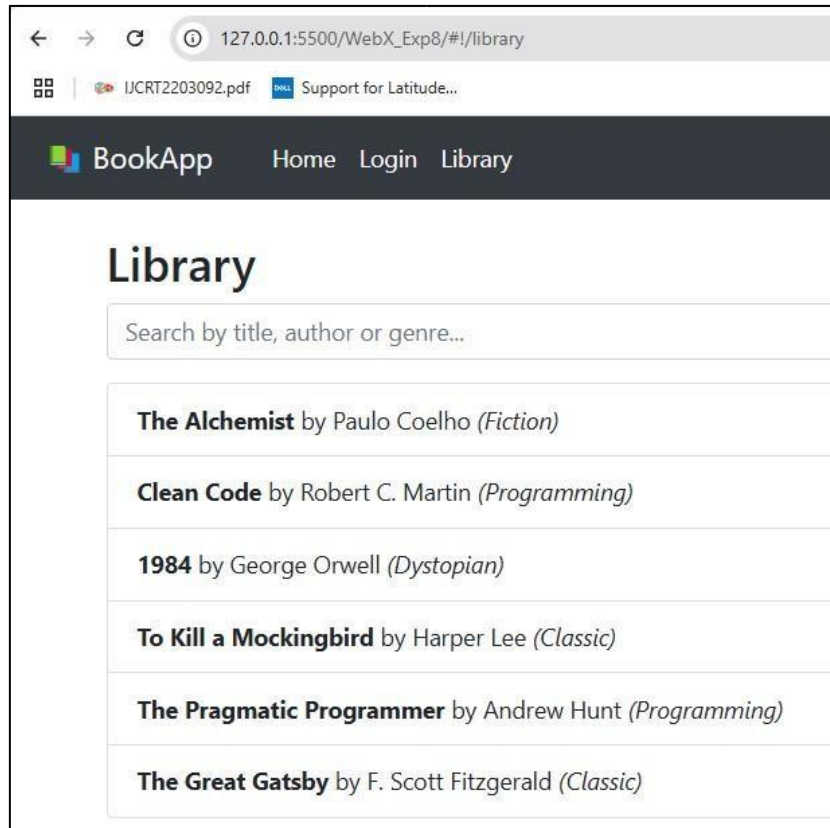 127.0.0.1:5500/WebX_Exp8/#!/library
IJCRT2203092.pdf DELL Support for Latitude...
BookApp Home Login Library
Library
Search by title, author or genre...
The Alchemist by Paulo Coelho (Fiction)
Clean Code by Robert C. Martin (Programming)
1984 by George Orwell (Dystopian)
To Kill a Mockingbird by Harper Lee (Classic)
The Pragmatic Programmer by Andrew Hunt (Programming)
The Great Gatsby by F. Scott Fitzgerald (Classic)